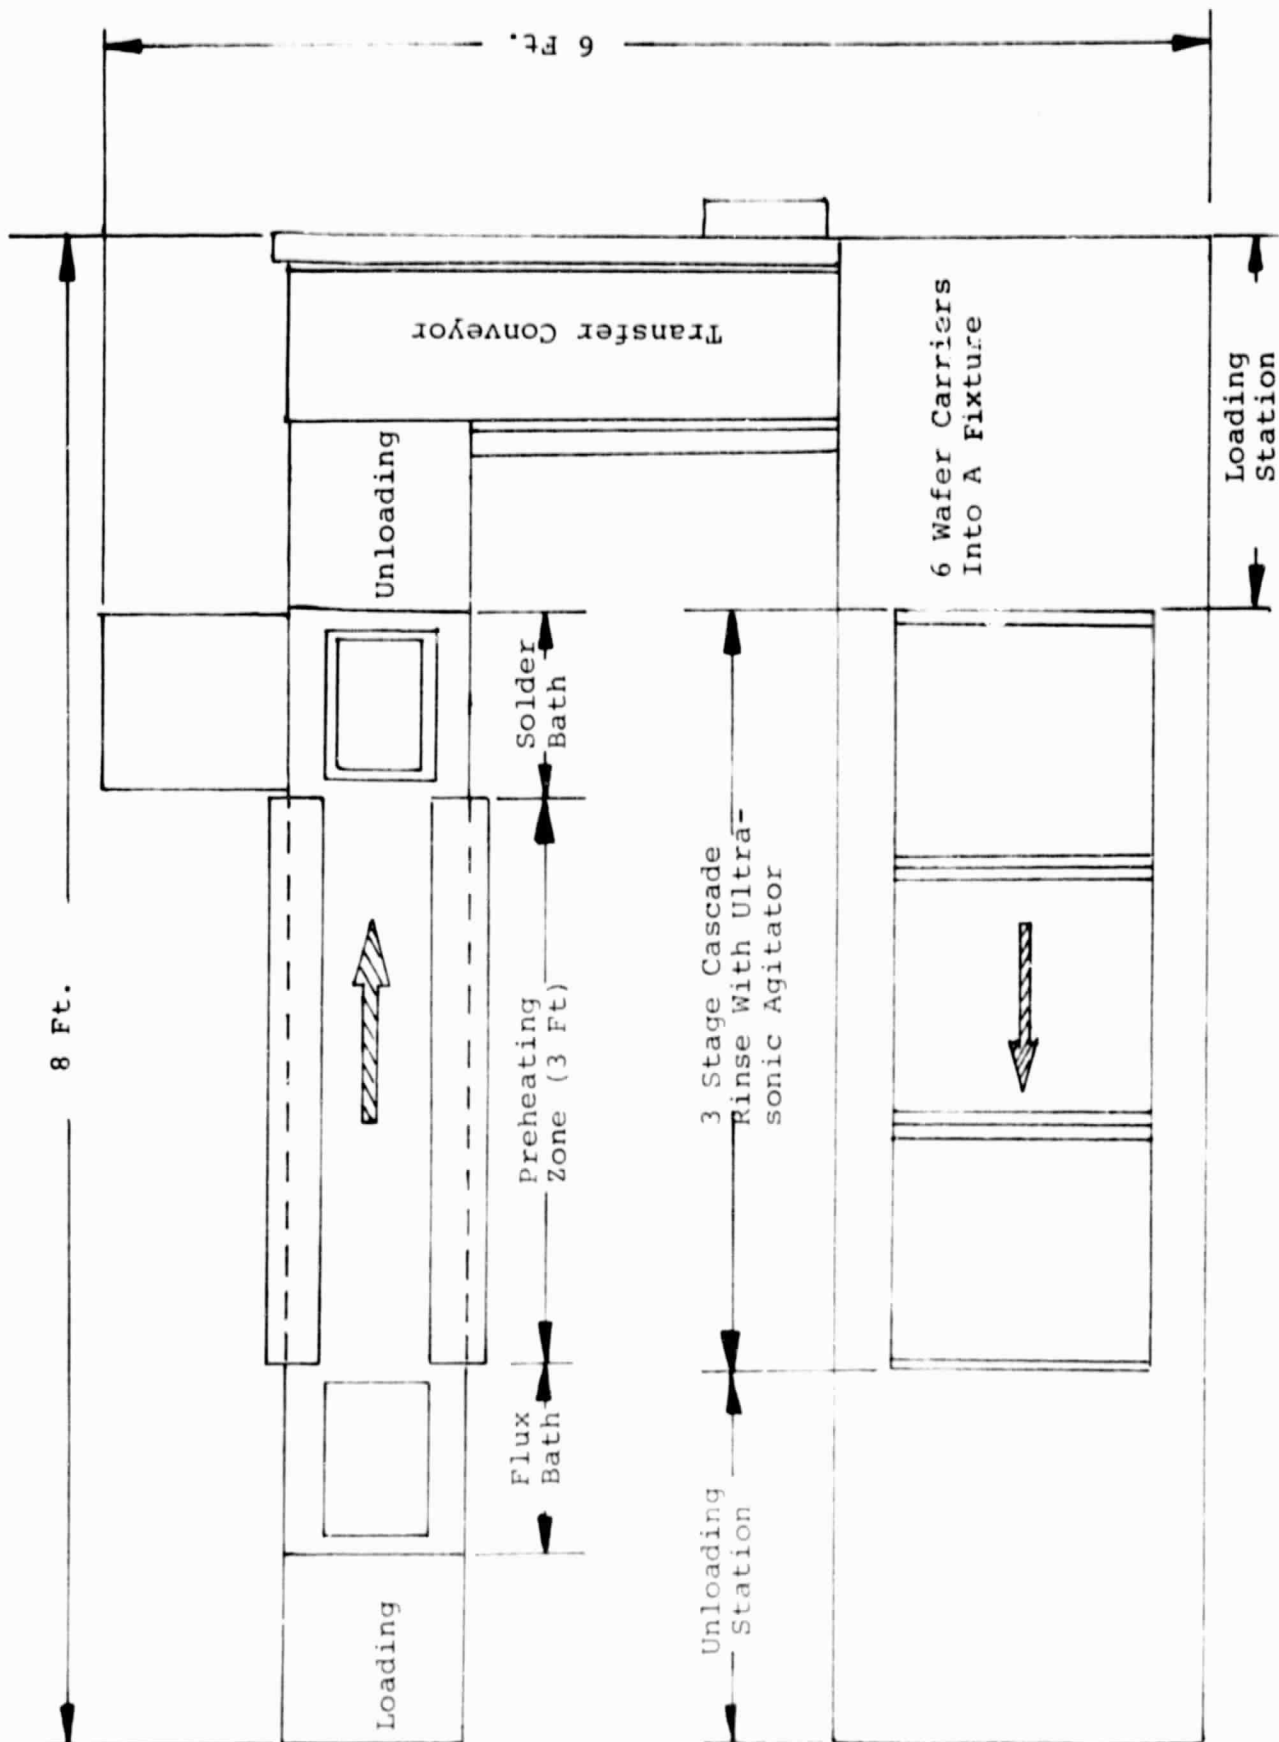 8 Ft.
6 Ft.
Loading
Flux
Bath
Preheating
Zone (3 Ft)
Solder
Bath
Unloading
Transfer Conveyor
Unloading
Station
3 Stage Cascade
Rinse With Ultra-
sonic Agitator
6 Wafer Carriers
Into A Fixture
Loading
Station